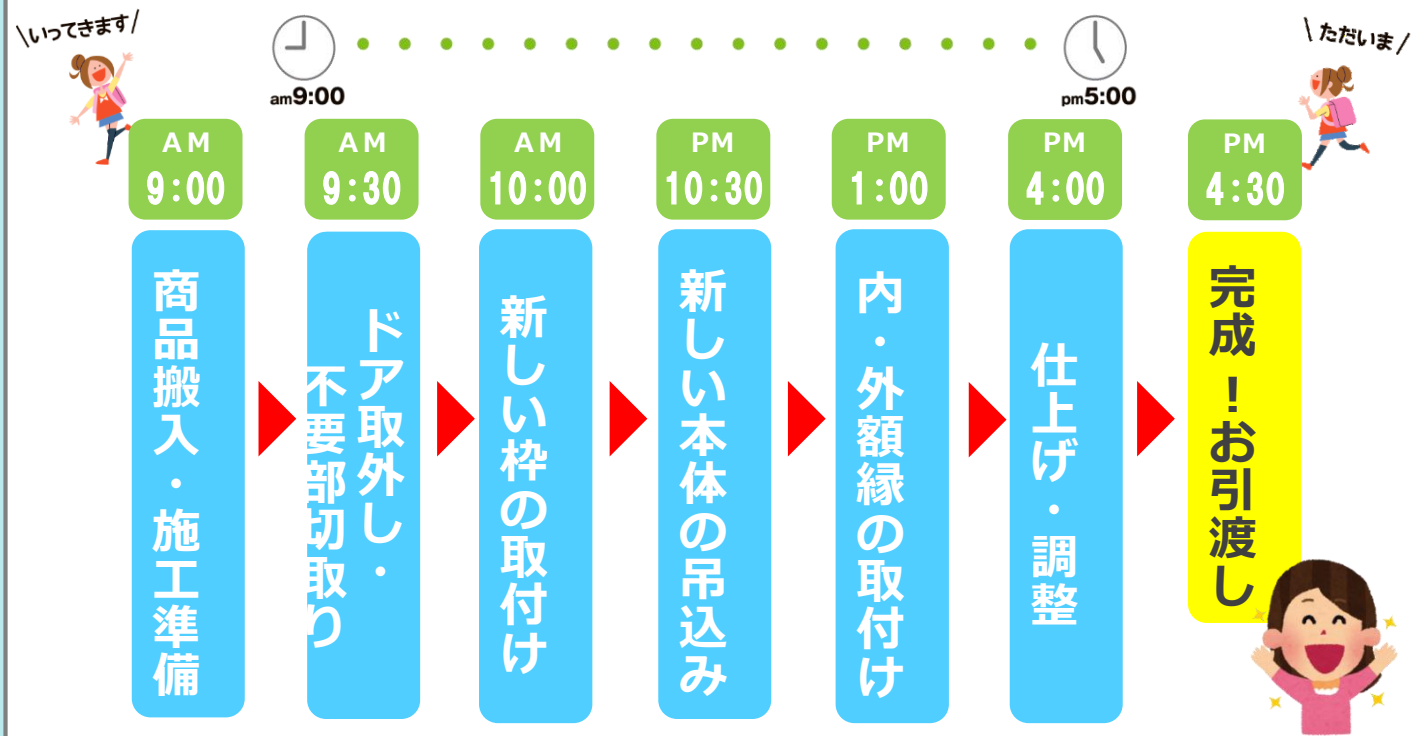 \いってきます/
am9:00
pm5:00
\ただいま/
AM
9:00
商品搬入・施工準備
AM
9:30
ドア取外し・
不要部切取り
AM
10:00
新しい枠の取付け
PM
10:30
新しい本体の吊込み
PM
1:00
内・外額縁の取付け
PM
4:00
仕上げ・調整
PM
4:30
完成！お引渡し